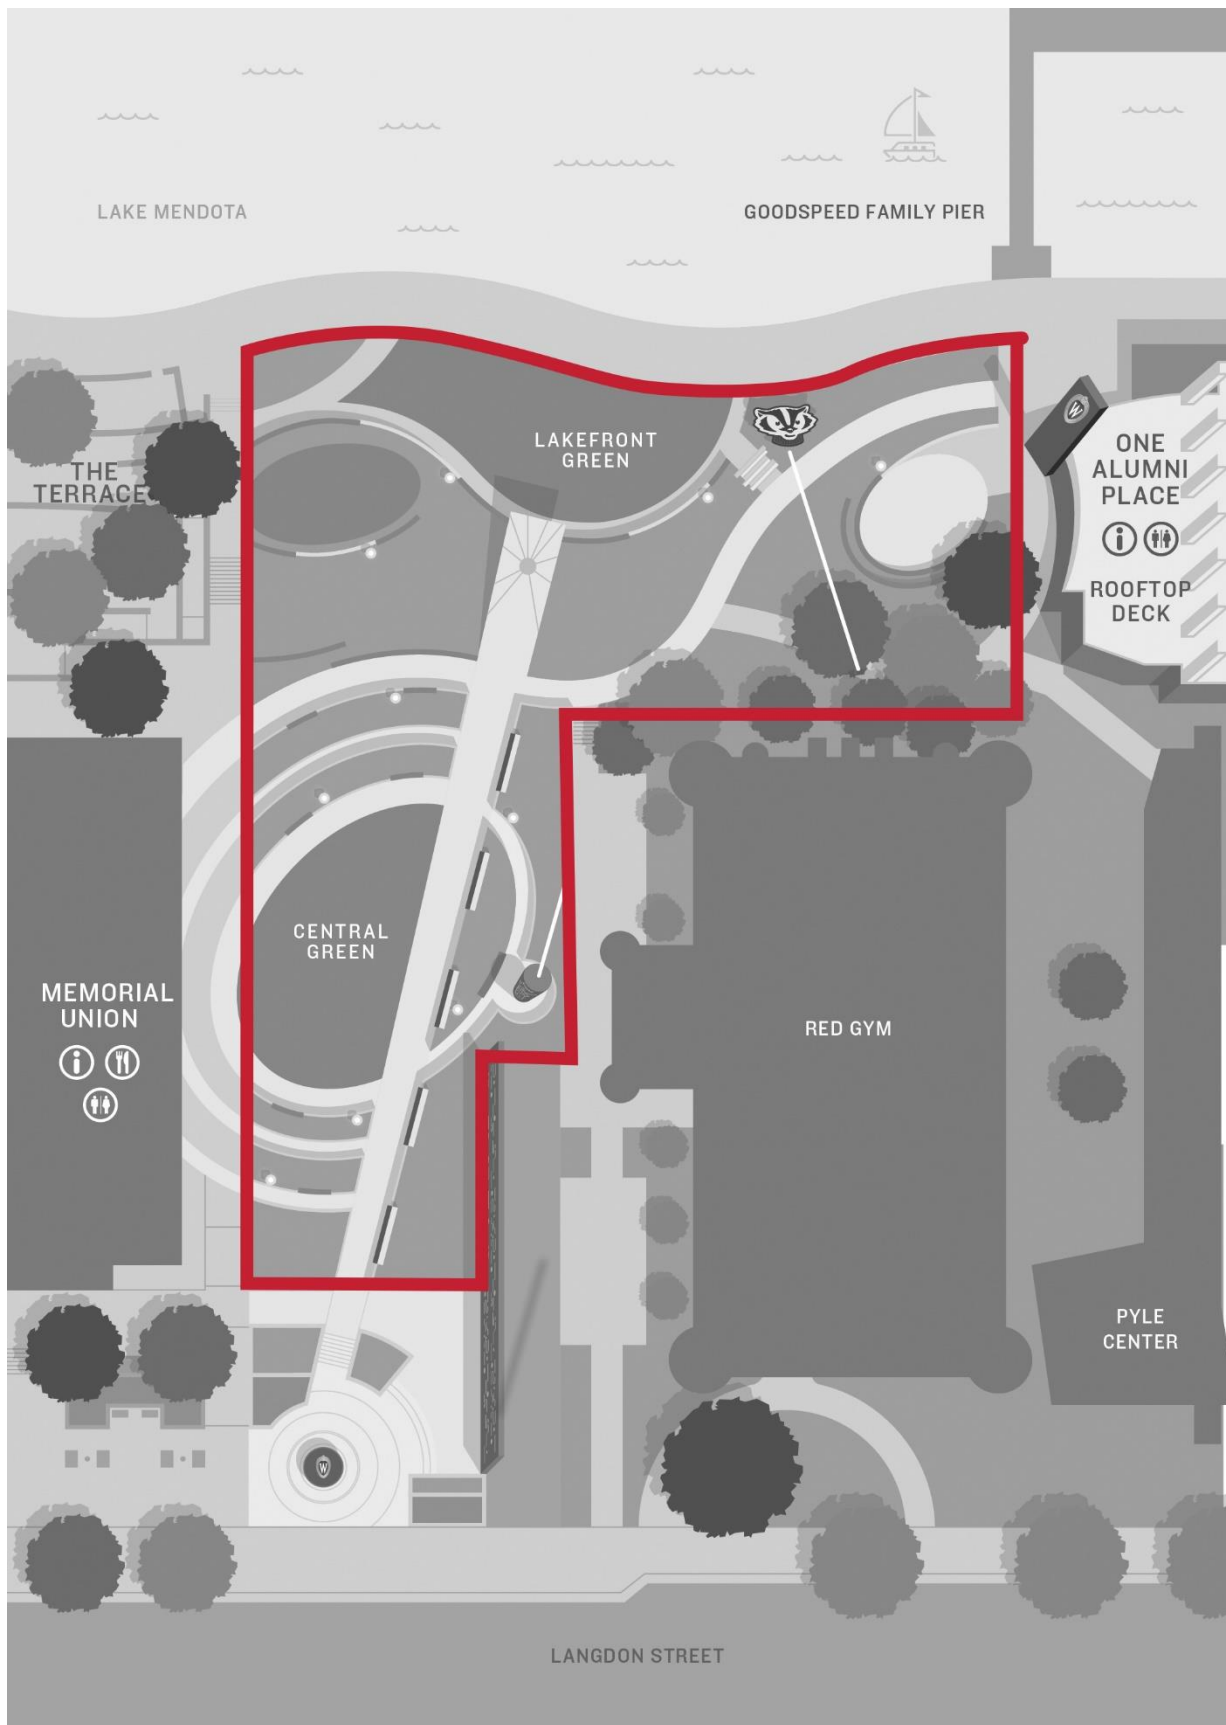 LAKE MENDOTA
GOODSPEED FAMILY PIER
LAKEFRONT
GREEN
THE
TERRACE
ONE
ALUMNI
PLACE
ROOFTOP
DECK
CENTRAL
GREEN
MEMORIAL
UNION
RED GYM
PYLE
CENTER
W
W
LANGDON STREET